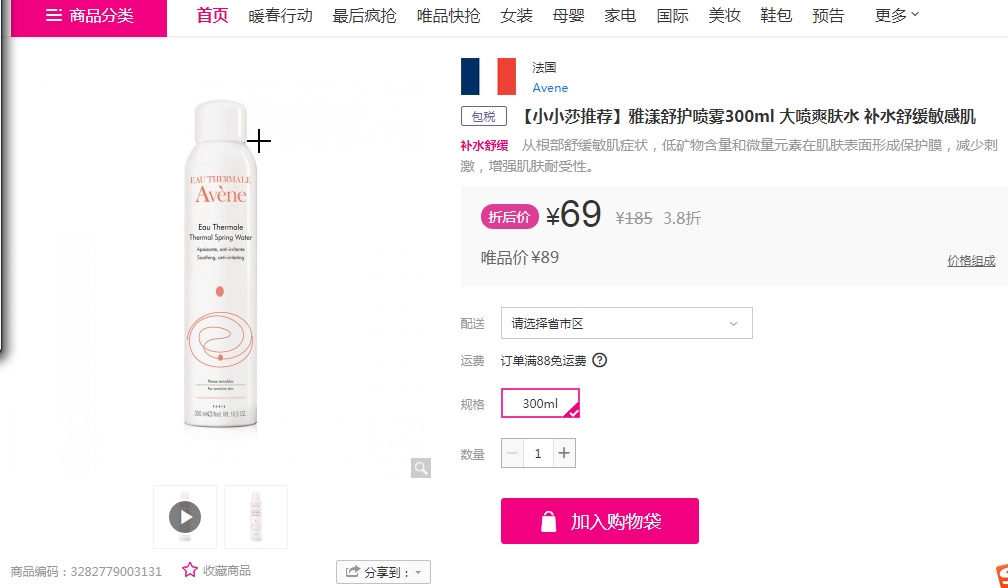 商品分类
首页 暖春行动 最后疯抢 唯品快抢 女装 母婴 家电 国际 美妆 鞋包 预告 更多
法国
Avene
包税 【小小莎推荐】雅漾舒护喷雾300ml 大喷爽肤水 补水舒缓敏感肌
补水舒缓 从根部舒缓敏肌症状，低矿物含量和微量元素在肌肤表面形成保护膜，减少刺
激，增强肌肤耐受性。
折后价 ¥69 ¥185 3.8折
唯品价 ¥89
价格组成
配送 请选择省市区
运费 订单满88免运费 ?
规格 300ml
数量 1 +
加入购物袋
EAU THERMALE
Avène
Eau Thermale
Thermal Spring Water
Apaisante, anti-irritante
Soothing, anti-irritating
Peaux sensibles
For sensitive skin
PARIS
商品编码：3282779003131 收藏商品 分享到：